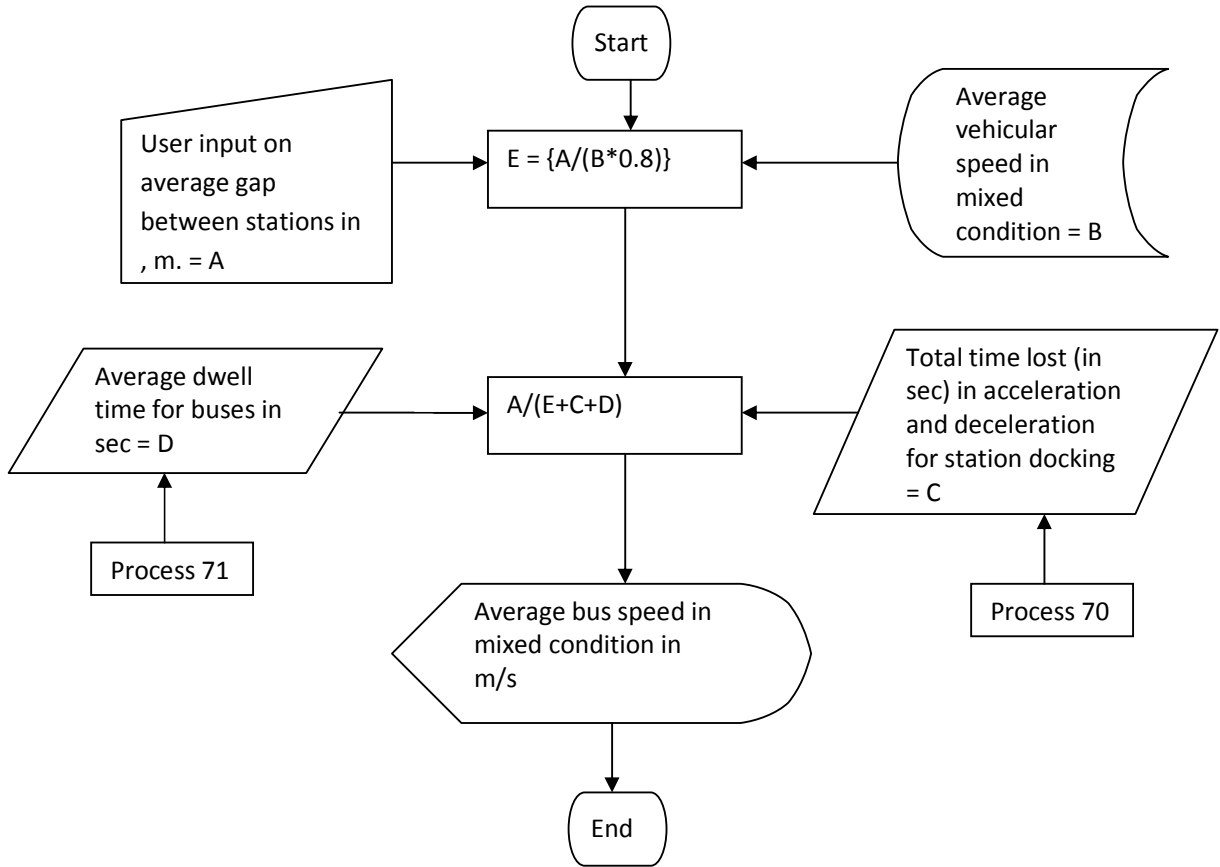 Start
User input on
average gap
between stations in
, m. = A
E = {A/(B*0.8)}
Average
vehicular
speed in
mixed
condition = B
Average dwell
time for buses in
sec = D
A/(E+C+D)
Total time lost (in
sec) in acceleration
and deceleration
for station docking
= C
Process 71
Process 70
Average bus speed in
mixed condition in
m/s
End